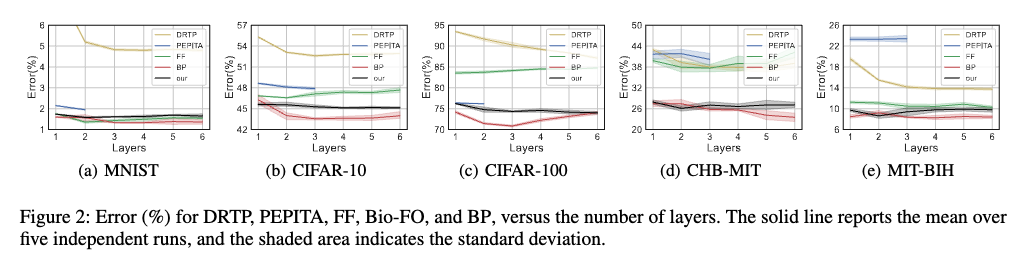 6 5 4 3 2 1
Error(%)
1 2 3 4 5 6
Layers
DRTP
PEPITA
FF
BP
our
(a) MNIST
57 54 51 48 45 42
Error(%)
1 2 3 4 5 6
Layers
DRTP
PEPITA
FF
BP
our
(b) CIFAR-10
95 90 85 80 75 70
Error(%)
1 2 3 4 5 6
Layers
DRTP
PEPITA
FF
BP
our
(c) CIFAR-100
50 44 38 32 26 20
Error(%)
1 2 3 4 5 6
Layers
DRTP
PEPITA
FF
BP
our
(d) CHB-MIT
26 22 18 14 10 6
Error(%)
1 2 3 4 5 6
Layers
DRTP
PEPITA
FF
BP
our
(e) MIT-BIH
Figure 2: Error (%) for DRTP, PEPITA, FF, Bio-FO, and BP, versus the number of layers. The solid line reports the mean over
five independent runs, and the shaded area indicates the standard deviation.